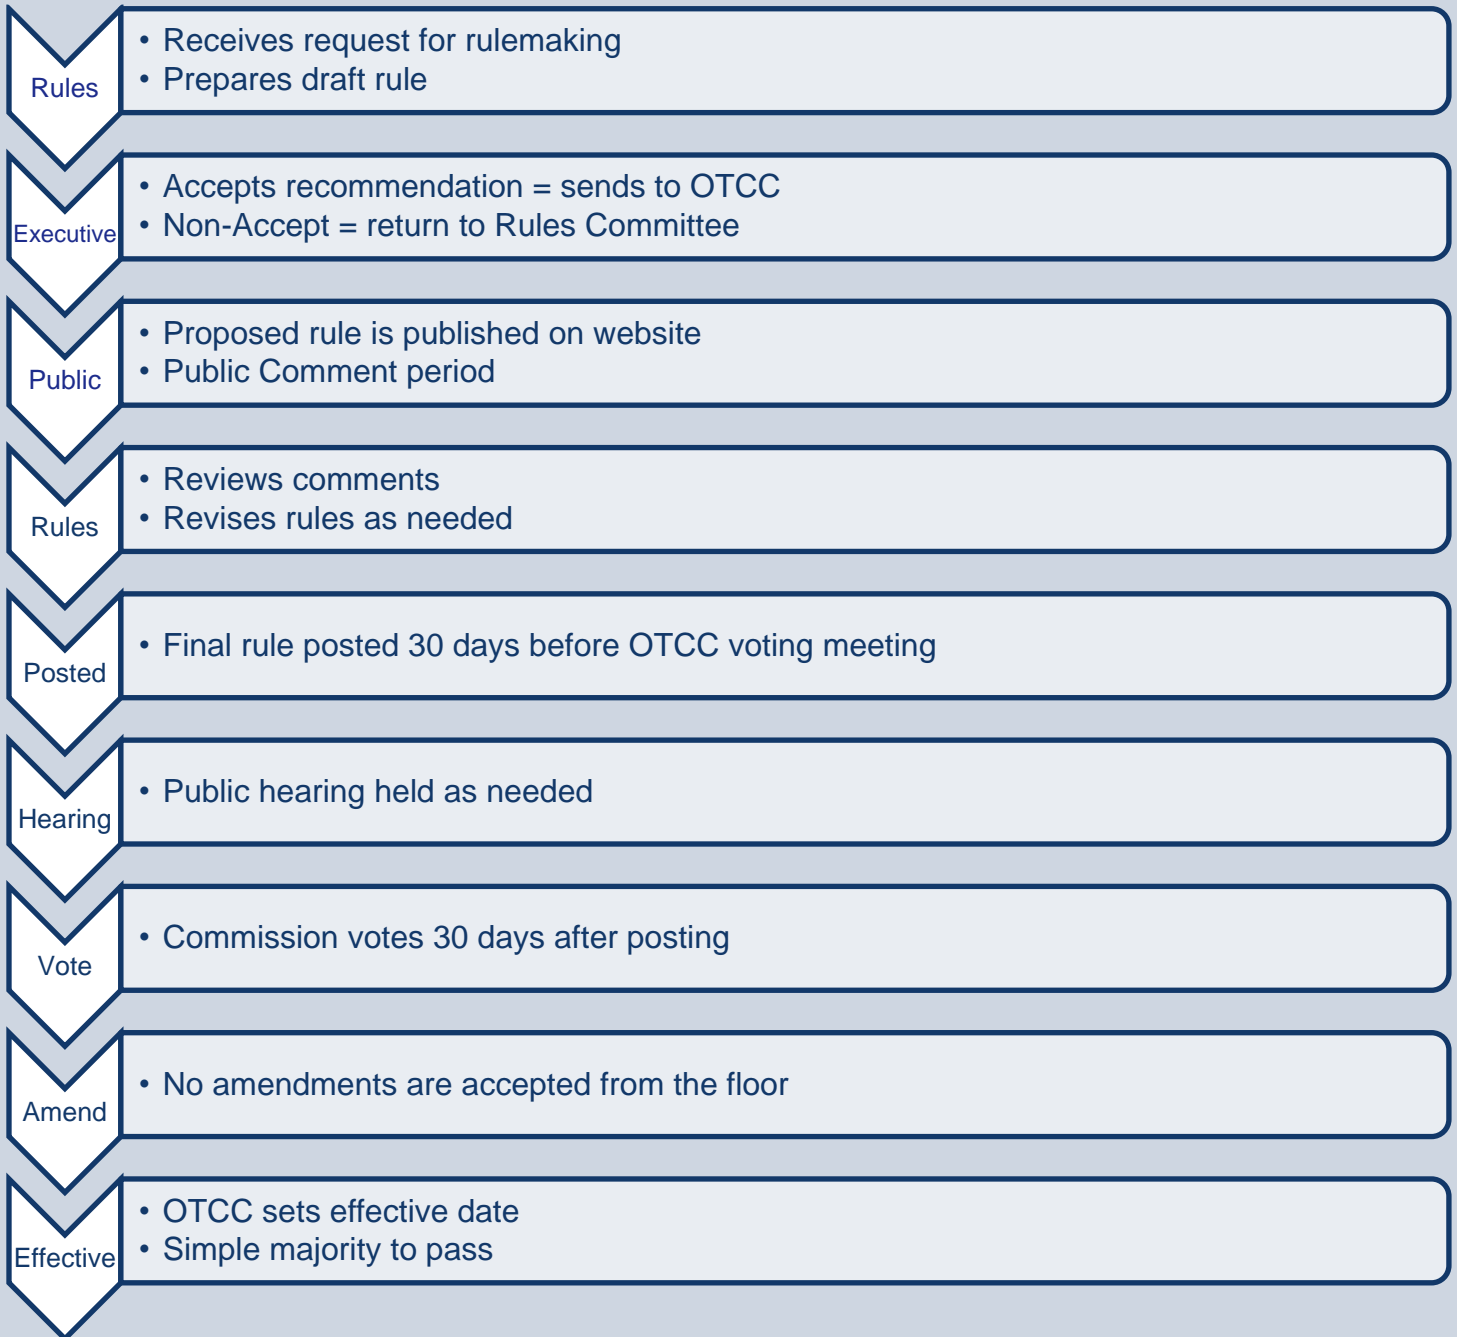 Rules
• Receives request for rulemaking
• Prepares draft rule
Executive
• Accepts recommendation = sends to OTCC
• Non-Accept = return to Rules Committee
Public
• Proposed rule is published on website
• Public Comment period
Rules
• Reviews comments
• Revises rules as needed
Posted
• Final rule posted 30 days before OTCC voting meeting
Hearing
• Public hearing held as needed
Vote
• Commission votes 30 days after posting
Amend
• No amendments are accepted from the floor
Effective
• OTCC sets effective date
• Simple majority to pass